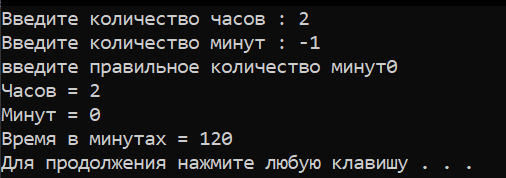 Введите количество часов : 2
Введите количество минут : -1
введите правильное количество минут0
Часов = 2
Минут = 0
Время в минутах = 120
Для продолжения нажмите любую клавишу . . .